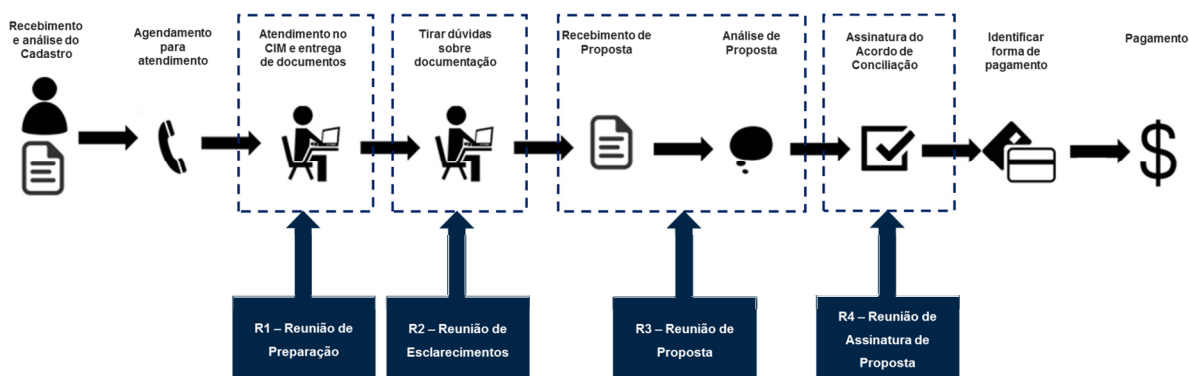 Recebimento
e análise do
Cadastro
Agendamento
para
atendimento
Atendimento no
CIM e entrega
de documentos
Tirar dúvidas
sobre
documentação
Recebimento de
Proposta
Análise de
Proposta
Assinatura do
Acordo de
Conciliação
Identificar
forma de
pagamento
Pagamento
R1 – Reunião de
Preparação
R2 – Reunião de
Esclarecimentos
R3 – Reunião de
Proposta
R4 – Reunião de
Assinatura de
Proposta